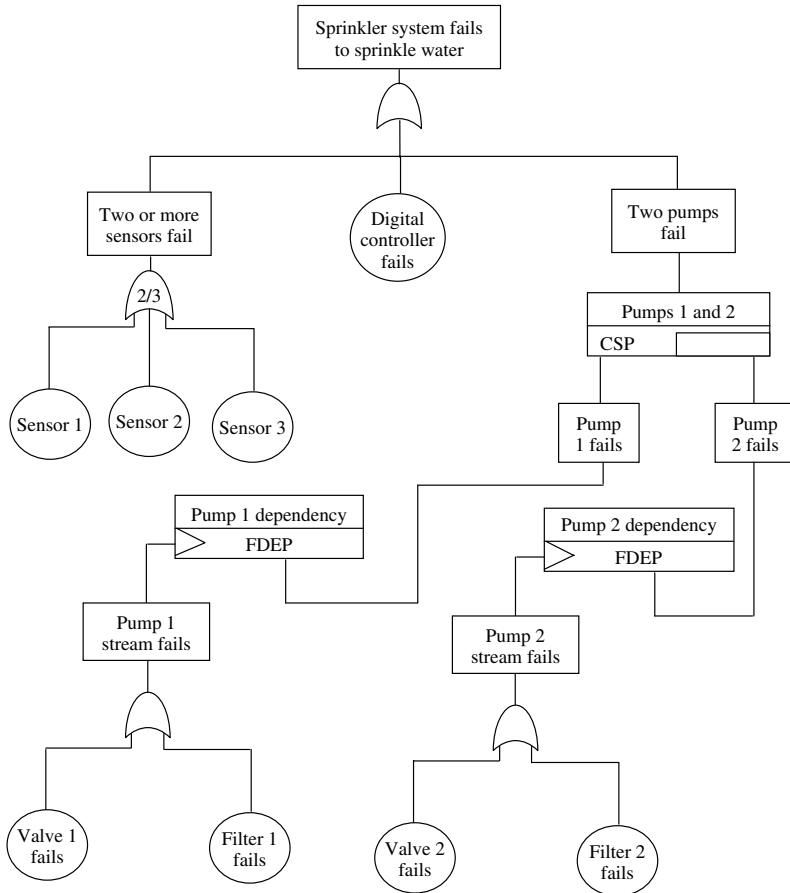 Sprinkler system fails
to sprinkle water
Two or more
sensors fail
Digital
controller
fails
Two pumps
fail
2/3
Pumps 1 and 2
CSP
Sensor 1
Sensor 2
Sensor 3
Pump
1 fails
Pump
2 fails
Pump 1 dependency
FDEP
Pump 2 dependency
FDEP
Pump 1
stream fails
Pump 2
stream fails
Valve 1
fails
Filter 1
fails
Valve 2
fails
Filter 2
fails